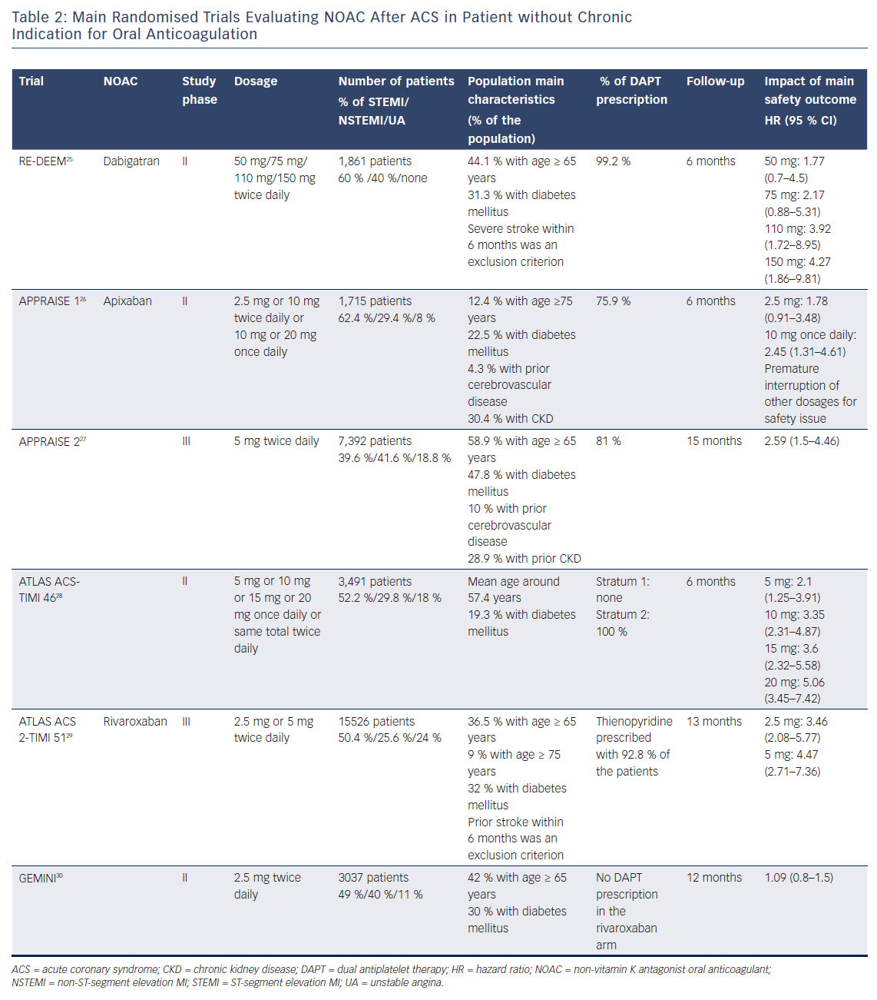 Table 2: Main Randomised Trials Evaluating NOAC After ACS in Patient without Chronic
Indication for Oral Anticoagulation
Trial
NOAC
Study
phase
Dosage
Number of patients
% of STEMI/
NSTEMI/UA
Population main
characteristics
(% of the
population)
% of DAPT
prescription
Follow-up
Impact of main
safety outcome
HR (95 % CI)
RE-DEEM25
Dabigatran
II
50 mg/75 mg/
110 mg/150 mg
twice daily
1,861 patients
60 % /40 %/none
44.1 % with age ≥ 65
years
31.3 % with diabetes
mellitus
Severe stroke within
6 months was an
exclusion criterion
99.2 %
6 months
50 mg: 1.77
(0.7–4.5)
75 mg: 2.17
(0.88–5.31)
110 mg: 3.92
(1.72–8.95)
150 mg: 4.27
(1.86–9.81)
APPRAISE 126
Apixaban
II
2.5 mg or 10 mg
twice daily or
10 mg or 20 mg
once daily
1,715 patients
62.4 %/29.4 %/8 %
12.4 % with age ≥75
years
22.5 % with diabetes
mellitus
4.3 % with prior
cerebrovascular
disease
30.4 % with CKD
75.9 %
6 months
2.5 mg: 1.78
(0.91–3.48)
10 mg once daily:
2.45 (1.31–4.61)
Premature
interruption of
other dosages for
safety issue
APPRAISE 227
III
5 mg twice daily
7,392 patients
39.6 %/41.6 %/18.8 %
58.9 % with age ≥ 65
years
47.8 % with diabetes
mellitus
10 % with prior
cerebrovascular
disease
28.9 % with prior CKD
81 %
15 months
2.59 (1.5–4.46)
ATLAS ACS-
TIMI 4628
II
5 mg or 10 mg
or 15 mg or 20
mg once daily or
same total twice
daily
3,491 patients
52.2 %/29.8 %/18 %
Mean age around
57.4 years
19.3 % with diabetes
mellitus
Stratum 1:
none
Stratum 2:
100 %
6 months
5 mg: 2.1
(1.25–3.91)
10 mg: 3.35
(2.31–4.87)
15 mg: 3.6
(2.32–5.58)
20 mg: 5.06
(3.45–7.42)
ATLAS ACS
2-TIMI 5129
Rivaroxaban
III
2.5 mg or 5 mg
twice daily
15526 patients
50.4 %/25.6 %/24 %
36.5 % with age ≥ 65
years
9 % with age ≥ 75
years
32 % with diabetes
mellitus
Prior stroke within
6 months was an
exclusion criterion
Thienopyridine
prescribed
with 92.8 % of
the patients
13 months
2.5 mg: 3.46
(2.08–5.77)
5 mg: 4.47
(2.71–7.36)
GEMINI30
II
2.5 mg twice
daily
3037 patients
49 %/40 %/11 %
42 % with age ≥ 65
years
30 % with diabetes
mellitus
No DAPT
prescription
in the
rivaroxaban
arm
12 months
1.09 (0.8–1.5)
ACS = acute coronary syndrome; CKD = chronic kidney disease; DAPT = dual antiplatelet therapy; HR = hazard ratio; NOAC = non-vitamin K antagonist oral anticoagulant;
NSTEMI = non-ST-segment elevation MI; STEMI = ST-segment elevation MI; UA = unstable angina.